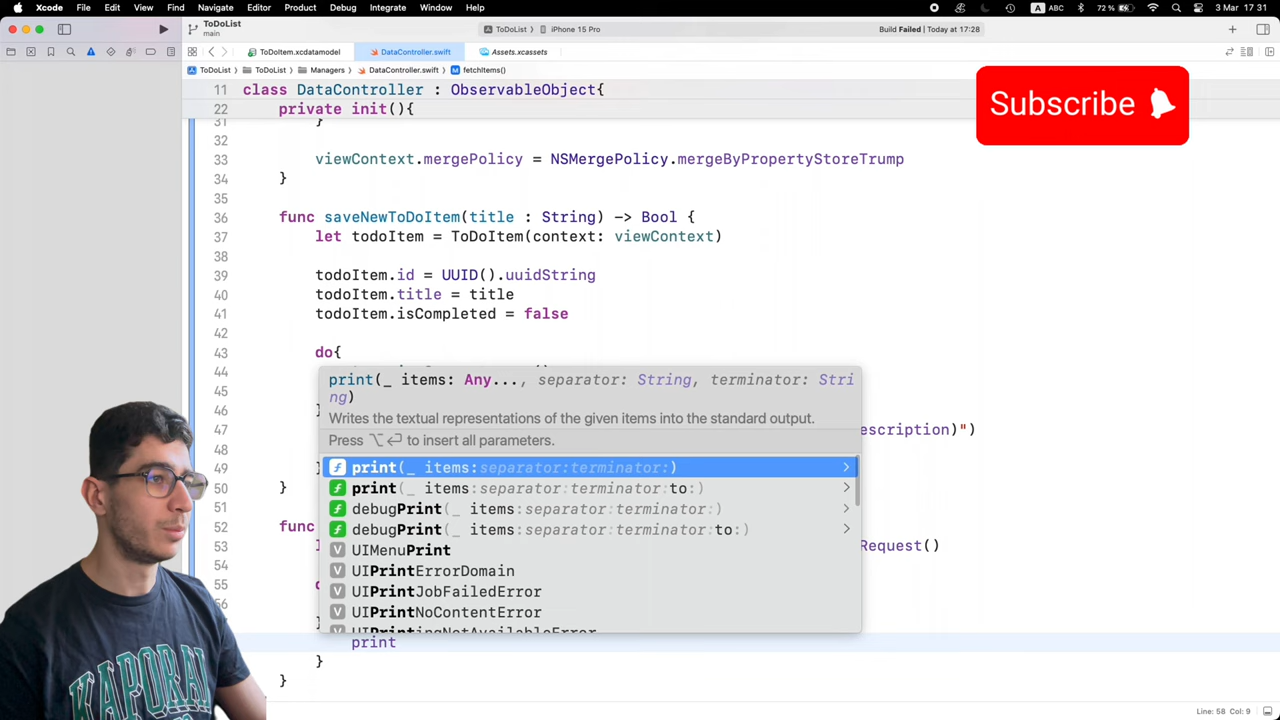 Xcode File Edit View Find Navigate Editor Product Debug Integrate Window Help
A ABC 72 % 3 Mar 17 31
ToDoList
main
ToDoList iPhone 15 Pro
Build Failed | Today at 17:28
ToDoItem.xcdatamodel DataController.swift Assets.xcassets
ToDoList ToDoList Managers DataController.swift M fetchItems()
11 class DataController : ObservableObject{
22 private init(){
Subscribe
31 }
32
33 viewContext.mergePolicy = NSMergePolicy.mergeByPropertyStoreTrump
34 }
35
36 func saveNewToDoItem(title : String) -> Bool {
37 let todoItem = ToDoItem(context: viewContext)
38
39 todoItem.id = UUID().uuidString
40 todoItem.title = title
41 todoItem.isCompleted = false
42
43 do{
44
45
46
47 escription)")
48
49
50 }
51
52 func
53 Request()
54
55
56
print(_ items: Any..., separator: String, terminator: Stri
ng)
Writes the textual representations of the given items into the standard output.
Press ⌥↩ to insert all parameters.
f print(_ items:separator:terminator:)
f print(_ items:separator:terminator:to:)
f debugPrint(_ items:separator:terminator:)
f debugPrint(_ items:separator:terminator:to:)
V UIMenuPrint
V UIPrintErrorDomain
V UIPrintJobFailedError
V UIPrintNoContentError
V UIPrintingNotAvailableError
print
}
}
Line: 58 Col: 9
KAPORAL